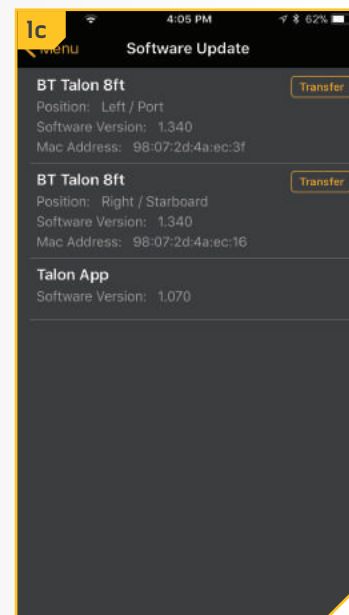 1c
4:05 PM
62%
Menu
Software Update
BT Talon 8ft
Transfer
Position: Left / Port
Software Version: 1.340
Mac Address: 98:07:2d:4a:ec:3f
BT Talon 8ft
Transfer
Position: Right / Starboard
Software Version: 1.340
Mac Address: 98:07:2d:4a:ec:16
Talon App
Software Version: 1.070